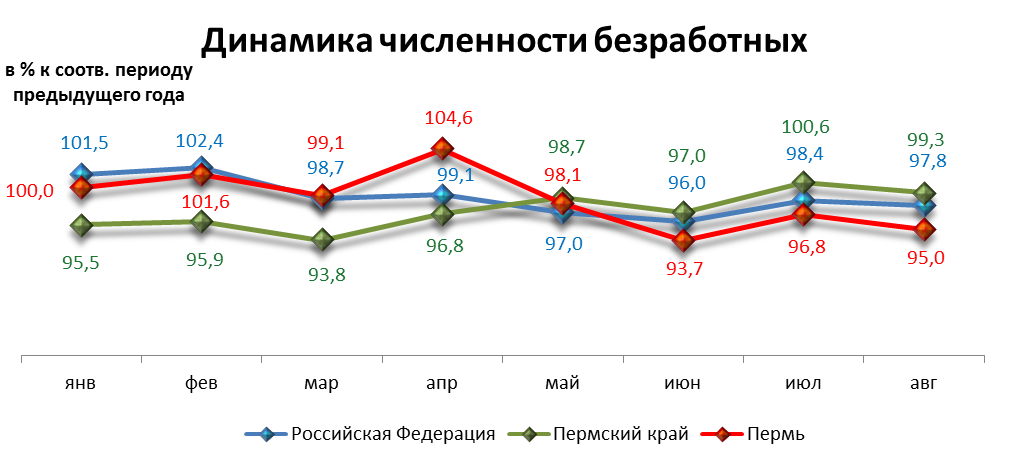 Динамика численности безработных
в % к соотв. периоду
предыдущего года
101,5 102,4 99,1 104,6 98,7 97,0 100,6 99,3
98,7 99,1 98,1 96,0 98,4 97,8
100,0 101,6
95,5 95,9 93,8 96,8 97,0 93,7 96,8 95,0
янв фев мар апр май июн июл авг
Российская Федерация Пермский край Пермь